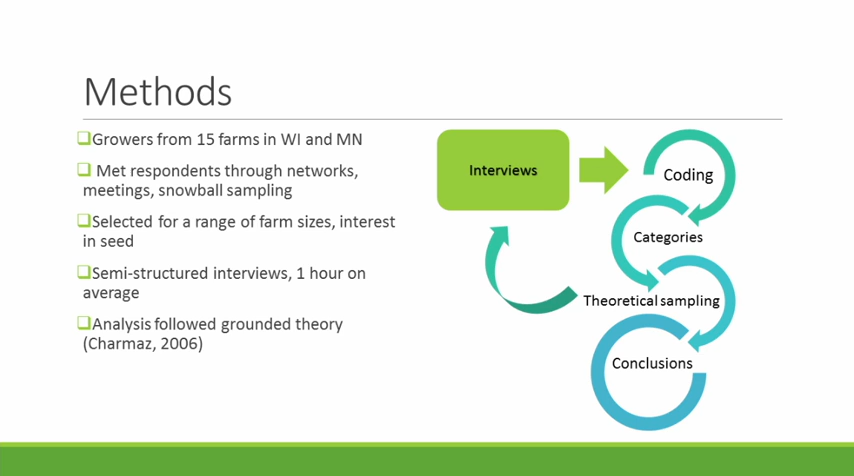 Methods
Growers from 15 farms in WI and MN
Met respondents through networks,
meetings, snowball sampling
Selected for a range of farm sizes, interest
in seed
Semi-structured interviews, 1 hour on
average
Analysis followed grounded theory
(Charmaz, 2006)
Interviews
Coding
Categories
Theoretical sampling
Conclusions